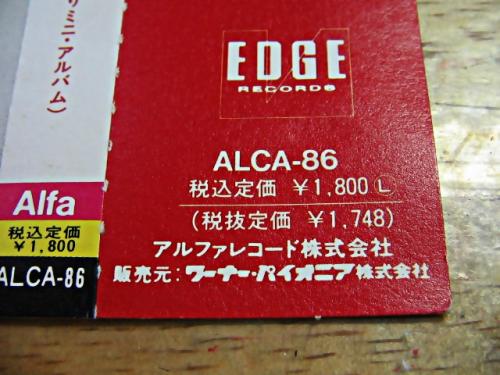 リミニ・アルバム)
Alfa
税込定価
¥1,800
ALCA-86
EDGE
RECORDS
ALCA-86
税込定価 ¥1,800 Ⓛ
(税抜定価 ¥1,748)
アルファレコード株式会社
販売元:ワーナー・パイオニア株式会社